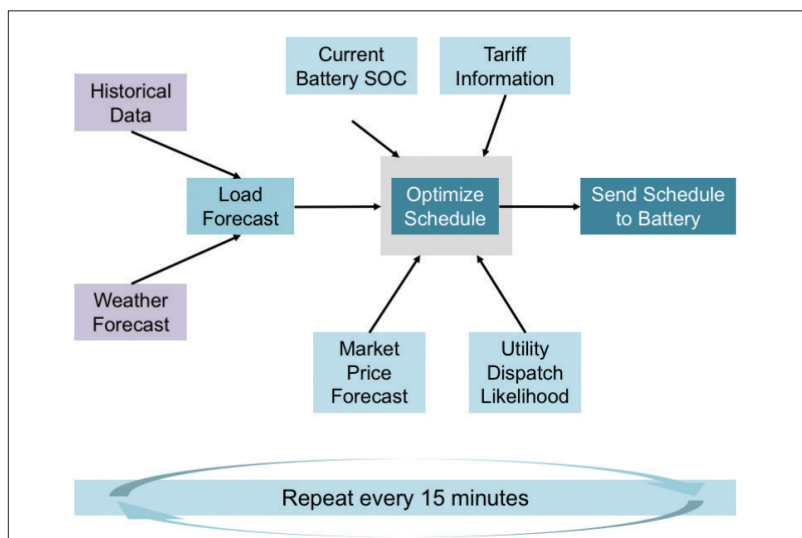 Current
Battery SOC
Tariff
Information
Historical
Data
Load
Forecast
Optimize
Schedule
Send Schedule
to Battery
Weather
Forecast
Market
Price
Forecast
Utility
Dispatch
Likelihood
Repeat every 15 minutes